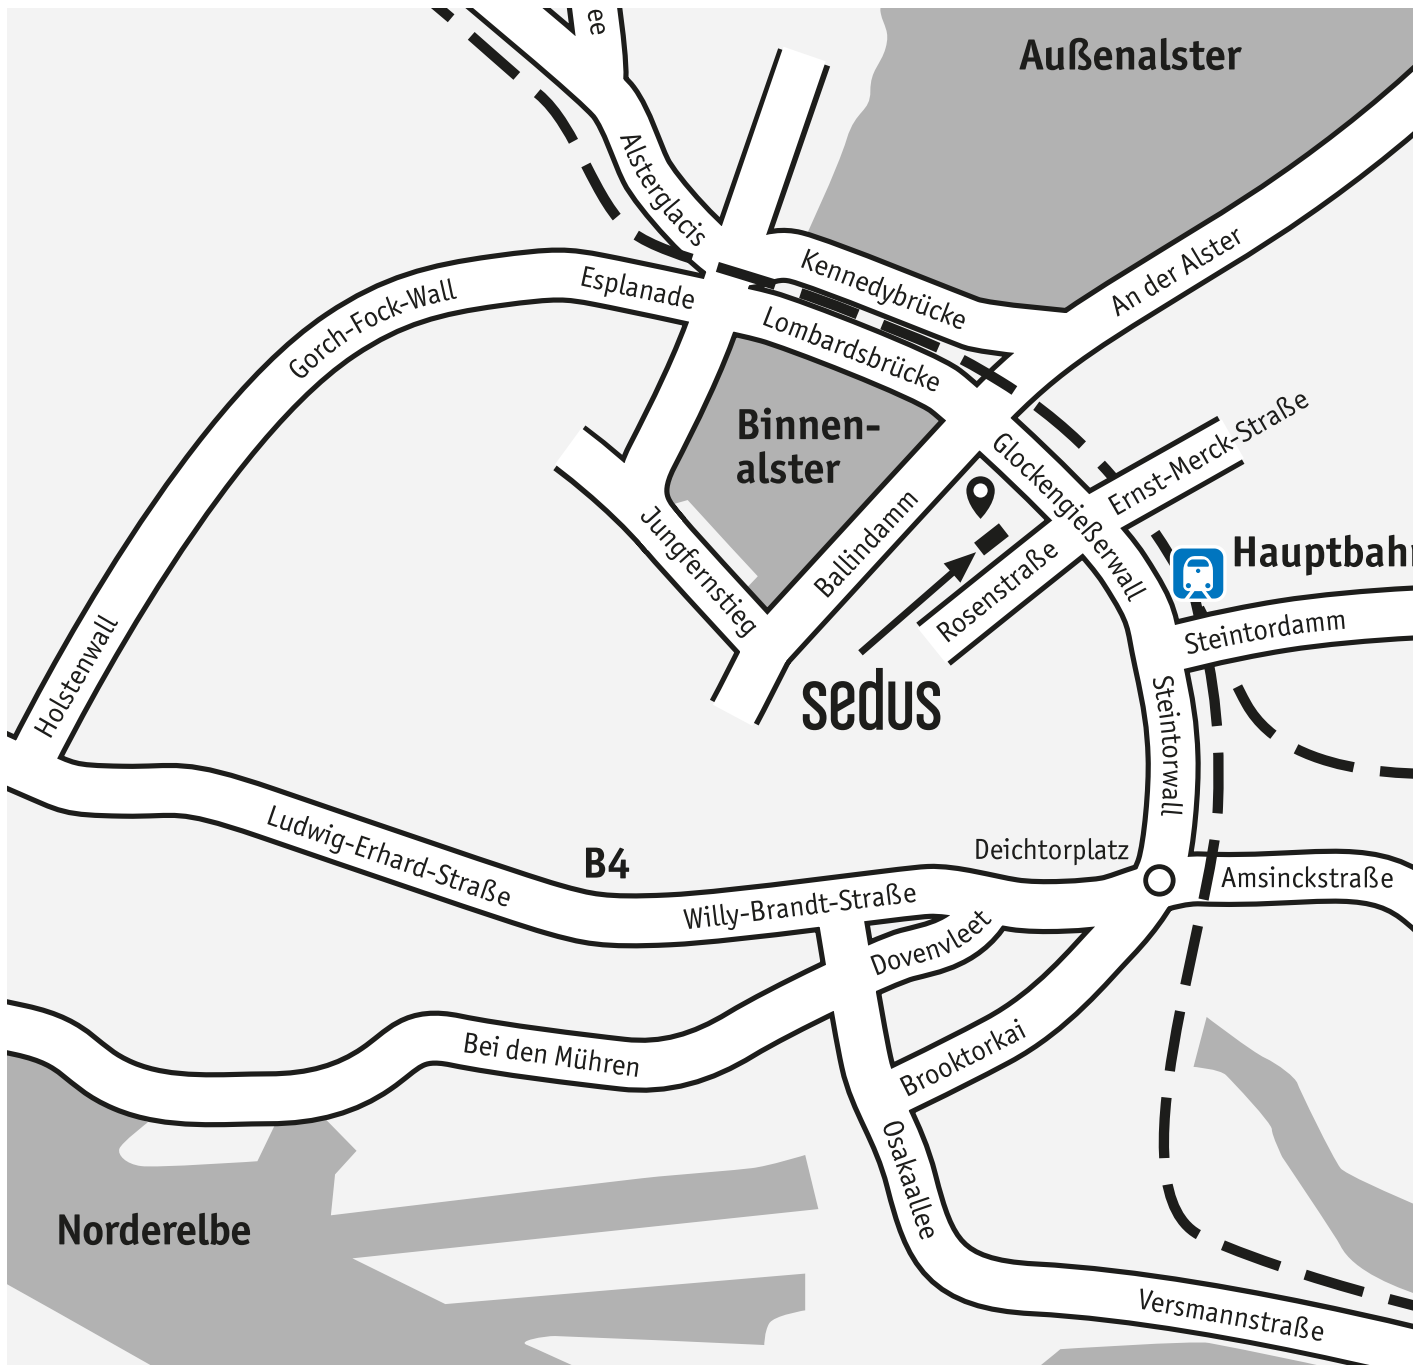 ee
Außenalster
Alsterglacis
Kennedybrücke
An der Alster
Esplanade
Gorch-Fock-Wall
Lombardsbrücke
Binnen-
alster
Ernst-Merck-Straße
Glockengießerwall
Jungfernstieg
Ballindamm
Hauptbah
Rosenstraße
Steintordamm
Holstenwall
sedus
Steintorwall
Ludwig-Erhard-Straße
B4
Deichtorplatz
Amsinckstraße
Willy-Brandt-Straße
Dovenvleet
Bei den Mühren
Brooktorkai
Osakaallee
Norderelbe
Versmannstraße